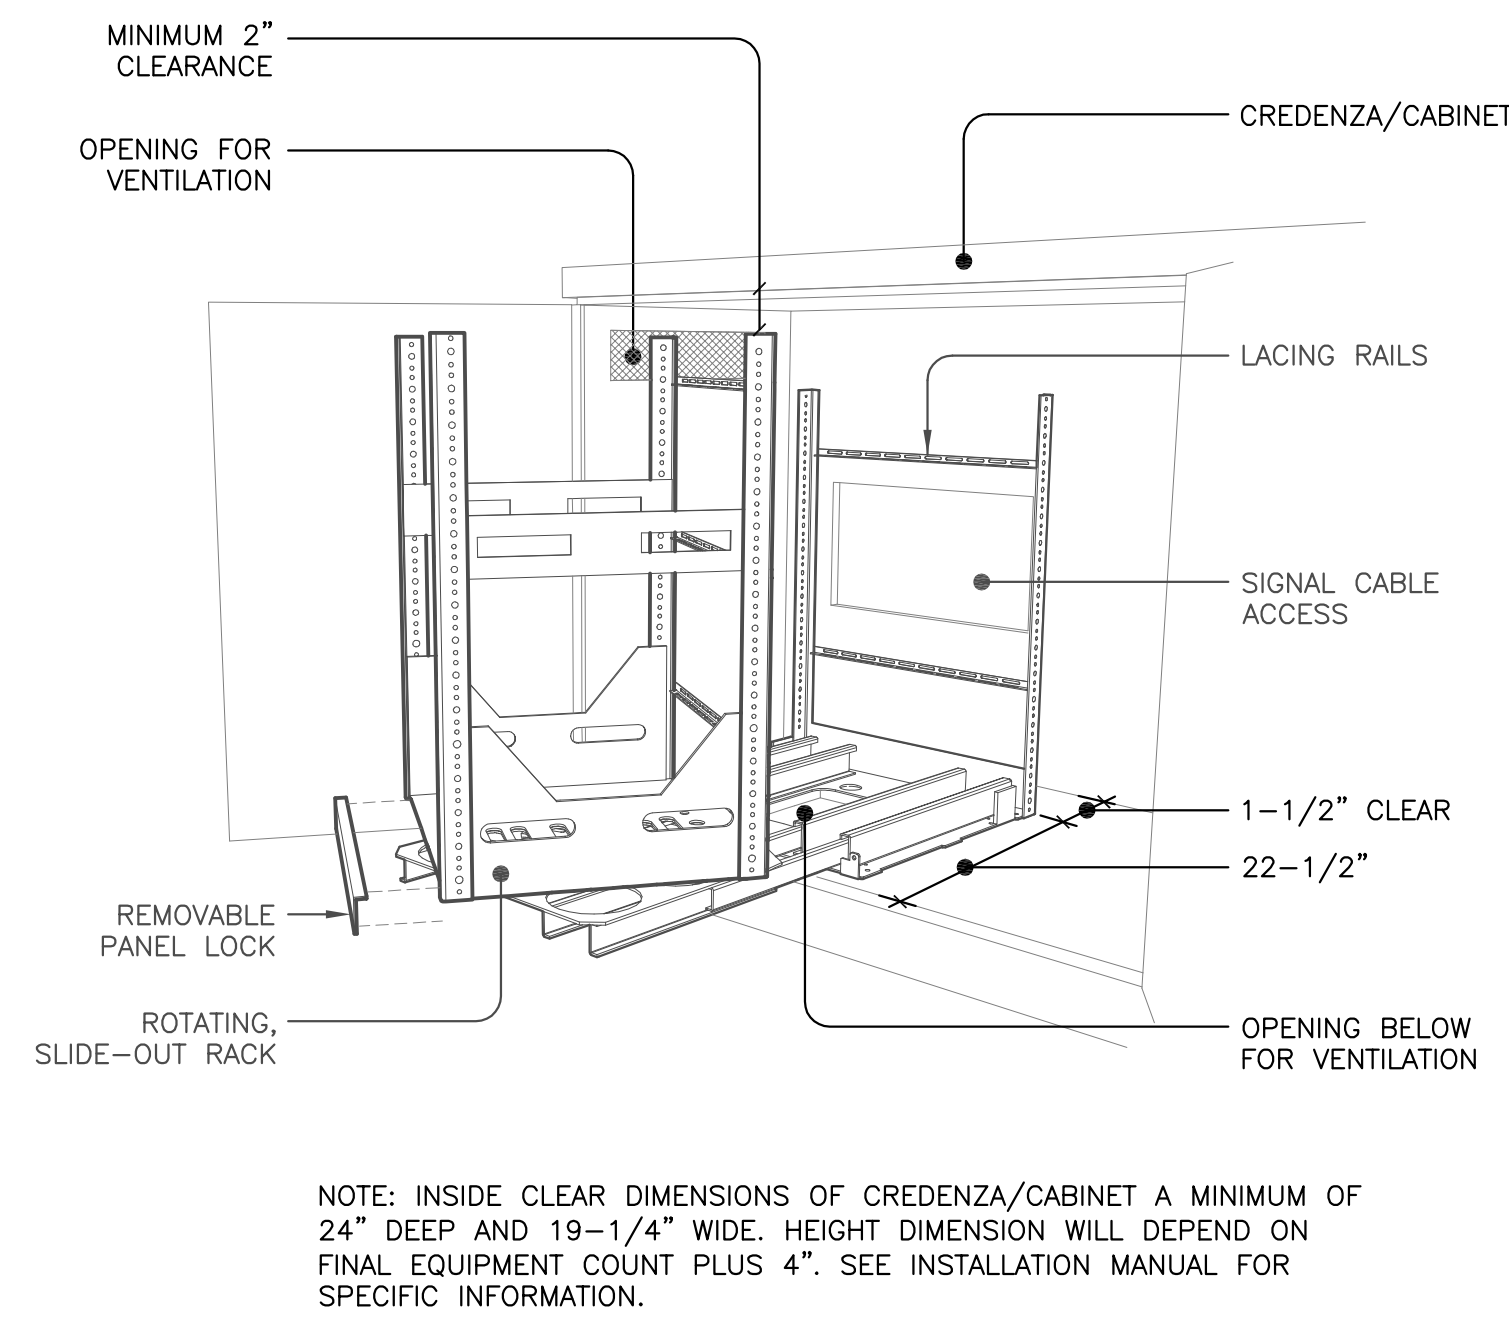 MINIMUM 2”
CLEARANCE
OPENING FOR
VENTILATION
CREDENZA/CABINET
LACING RAILS
SIGNAL CABLE
ACCESS
1-1/2” CLEAR
22-1/2”
REMOVABLE
PANEL LOCK
ROTATING,
SLIDE-OUT RACK
OPENING BELOW
FOR VENTILATION
NOTE: INSIDE CLEAR DIMENSIONS OF CREDENZA/CABINET A MINIMUM OF
24” DEEP AND 19-1/4” WIDE. HEIGHT DIMENSION WILL DEPEND ON
FINAL EQUIPMENT COUNT PLUS 4”. SEE INSTALLATION MANUAL FOR
SPECIFIC INFORMATION.